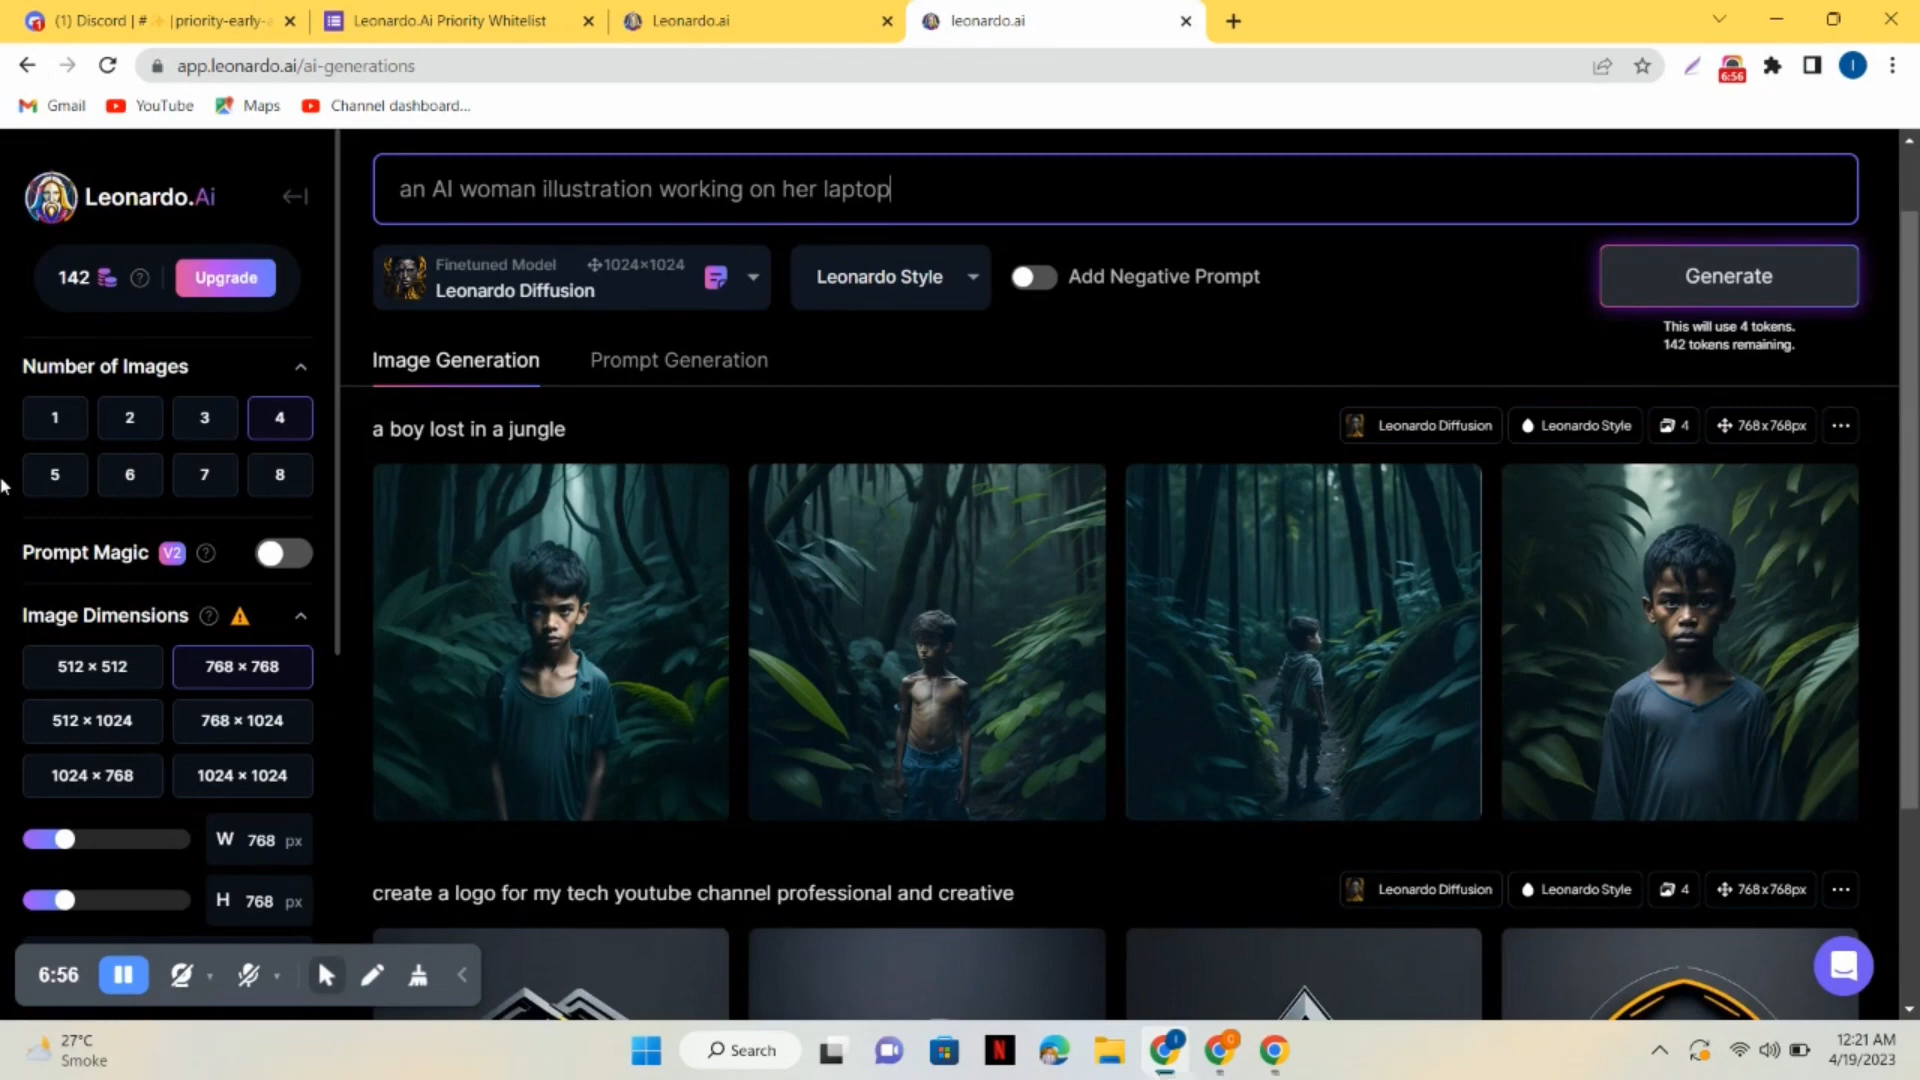 (1) Discord | # | priority-early-a
Leonardo.Ai Priority Whitelist
Leonardo.ai
leonardo.ai
app.leonardo.ai/ai-generations
6:56
I
Gmail
YouTube
Maps
Channel dashboard...
Leonardo.Ai
142
Upgrade
Number of Images
1 2 3 4
5 6 7 8
Prompt Magic V2
Image Dimensions
512 × 512
768 × 768
512 × 1024
768 × 1024
1024 × 768
1024 × 1024
W 768 px
H 768 px
an AI woman illustration working on her laptop
Finetuned Model
1024×1024
Leonardo Diffusion
Leonardo Style
Add Negative Prompt
Generate
This will use 4 tokens.
142 tokens remaining.
Image Generation
Prompt Generation
a boy lost in a jungle
Leonardo Diffusion
Leonardo Style
4
768x768px
create a logo for my tech youtube channel professional and creative
Leonardo Diffusion
Leonardo Style
4
768x768px
6:56
27°C
Smoke
Search
12:21 AM
4/19/2023